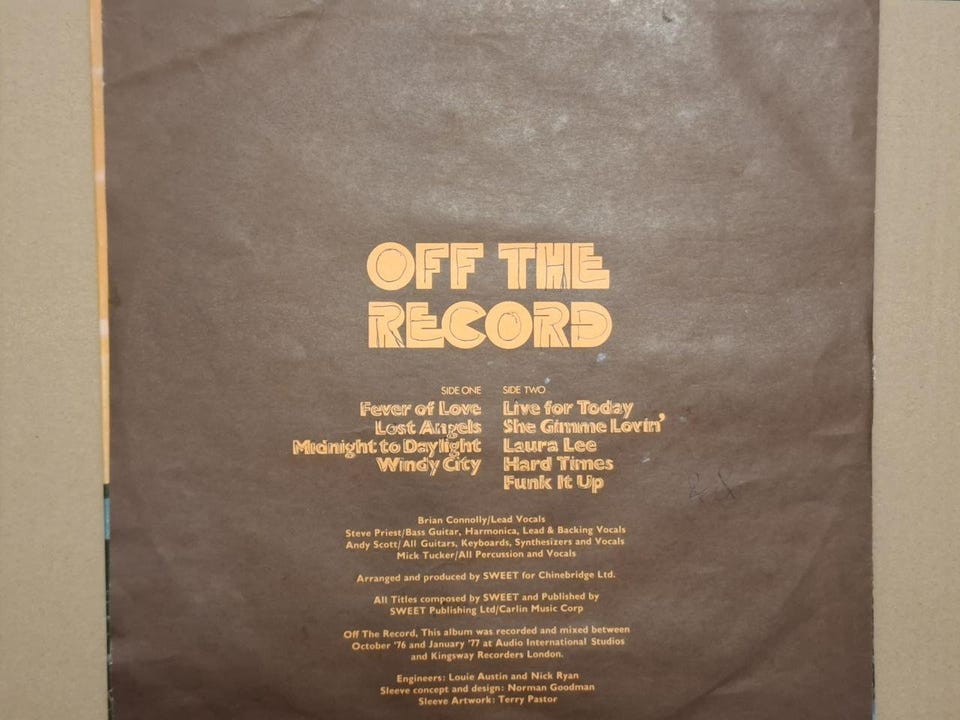 OFF THE
RECORD
SIDE ONE
Fever of Love
Lost Angels
Midnight to Daylight
Windy City
SIDE TWO
Live for Today
She Gimme Lovin'
Laura Lee
Hard Times
Funk It Up
Brian Connolly/Lead Vocals
Steve Priest/Bass Guitar, Harmonica, Lead & Backing Vocals
Andy Scott/All Guitars, Keyboards, Synthesizers and Vocals
Mick Tucker/All Percussion and Vocals
Arranged and produced by SWEET for Chinebridge Ltd.
All Titles composed by SWEET and Published by
SWEET Publishing Ltd/Carlin Music Corp
Off The Record, This album was recorded and mixed between
October '76 and January '77 at Audio International Studios
and Kingsway Recorders London.
Engineers: Louie Austin and Nick Ryan
Sleeve concept and design: Norman Goodman
Sleeve Artwork: Terry Pastor